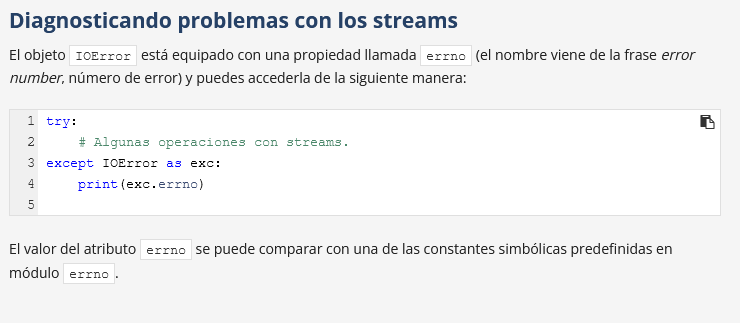 Diagnosticando problemas con los streams
El objeto IOError está equipado con una propiedad llamada errno (el nombre viene de la frase error
number, número de error) y puedes accederla de la siguiente manera:
1 try:
2     # Algunas operaciones con streams.
3 except IOError as exc:
4     print(exc.errno)
5
El valor del atributo errno se puede comparar con una de las constantes simbólicas predefinidas en
módulo errno.